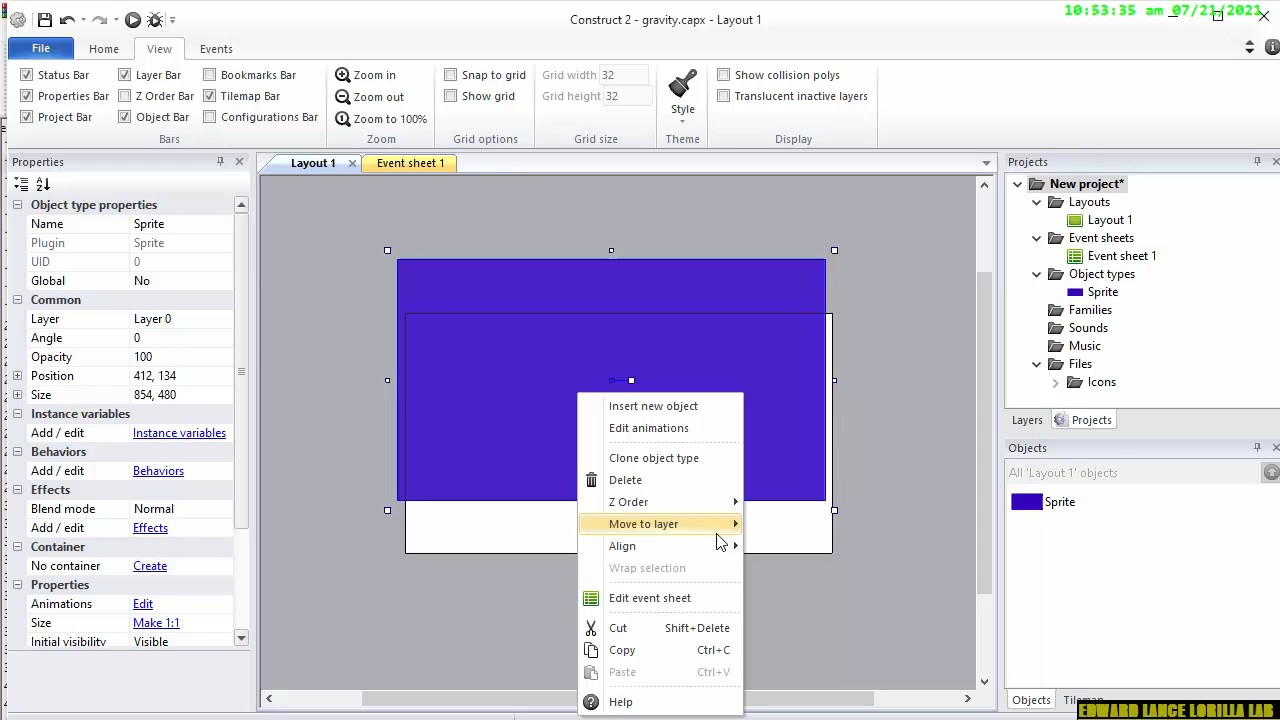 Construct 2 - gravity.capx - Layout 1
10:53:35 am 07/21/2021
File Home View Events
Status Bar Layer Bar Bookmarks Bar
Properties Bar Z Order Bar Tilemap Bar
Project Bar Object Bar Configurations Bar
Bars
Zoom in
Zoom out
Zoom to 100%
Zoom
Snap to grid
Show grid
Grid options
Grid width 32
Grid height 32
Grid size
Style
Theme
Show collision polys
Translucent inactive layers
Display
Properties
Layout 1
Event sheet 1
Object type properties
Name Sprite
Plugin Sprite
UID 0
Global No
Common
Layer Layer 0
Angle 0
Opacity 100
Position 412, 134
Size 854, 480
Instance variables
Add / edit Instance variables
Behaviors
Add / edit Behaviors
Effects
Blend mode Normal
Add / edit Effects
Container
No container Create
Properties
Animations Edit
Size Make 1:1
Initial visibility Visible
Insert new object
Edit animations
Clone object type
Delete
Z Order
Move to layer
Align
Wrap selection
Edit event sheet
Cut Shift+Delete
Copy Ctrl+C
Paste Ctrl+V
Help
Projects
New project*
Layouts
Layout 1
Event sheets
Event sheet 1
Object types
Sprite
Families
Sounds
Music
Files
Icons
Layers Projects
Objects
All 'Layout 1' objects
Sprite
Objects
EDWARD LANCE LORILLA LAB